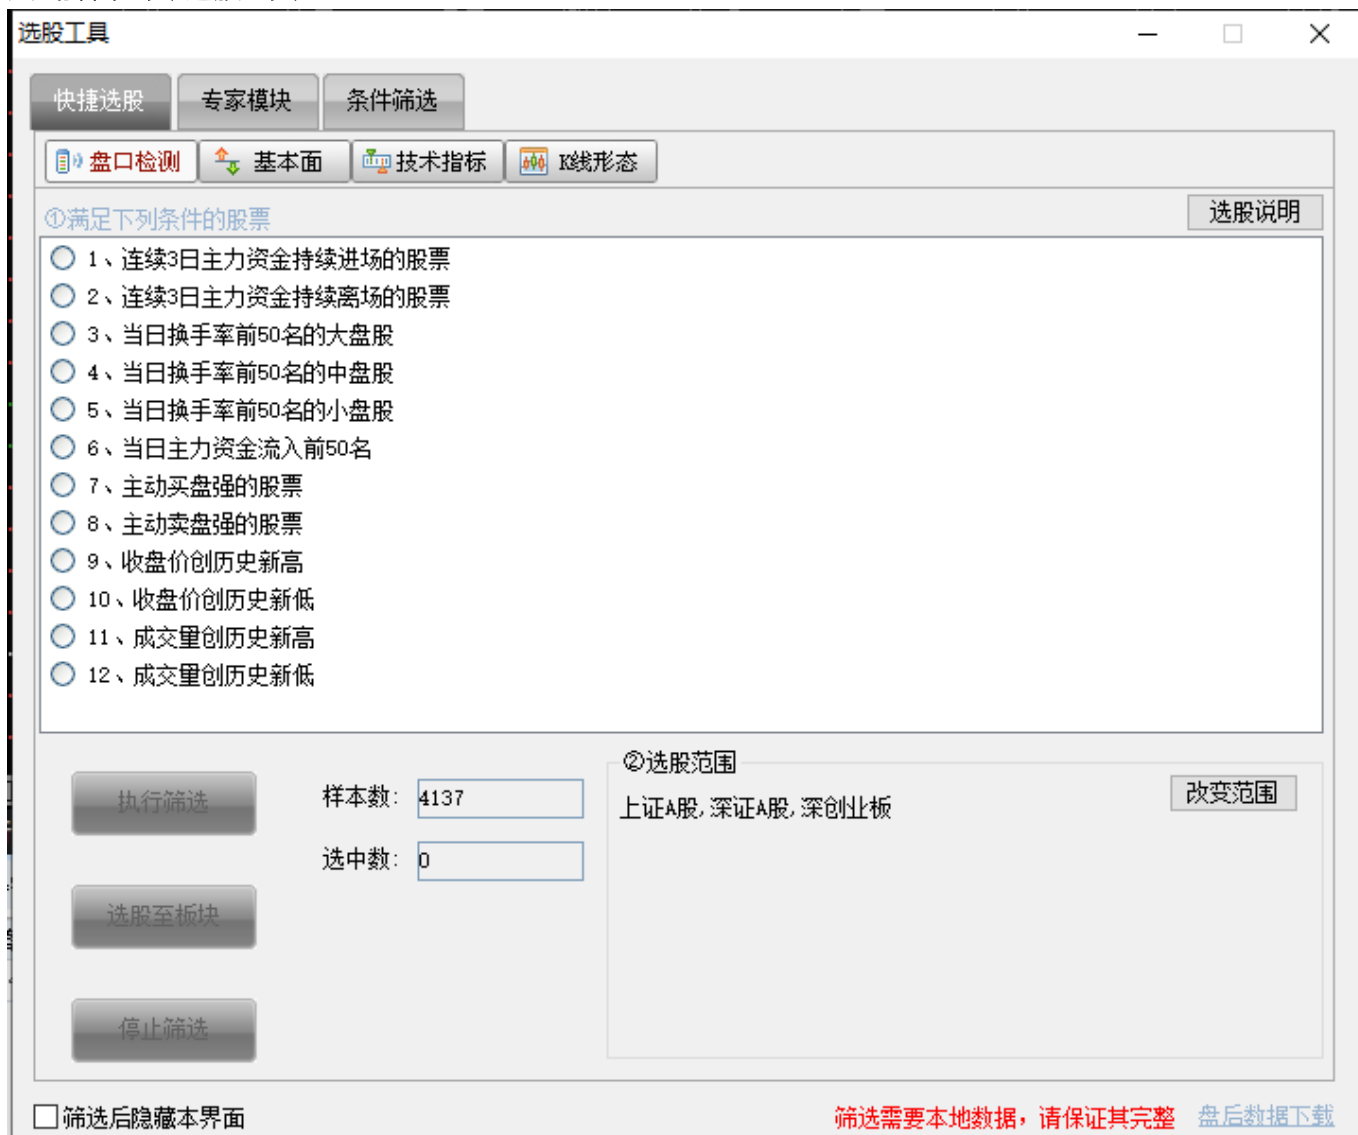 选股工具
快捷选股 专家模块 条件筛选
盘口检测 基本面 技术指标 K线形态
①满足下列条件的股票 选股说明
1、连续3日主力资金持续进场的股票
2、连续3日主力资金持续离场的股票
3、当日换手率前50名的大盘股
4、当日换手率前50名的中盘股
5、当日换手率前50名的小盘股
6、当日主力资金流入前50名
7、主动买盘强的股票
8、主动卖盘强的股票
9、收盘价创历史新高
10、收盘价创历史新低
11、成交量创历史新高
12、成交量创历史新低
②选股范围
执行筛选 样本数: 4137 上证A股,深证A股,深创业板 改变范围
选中数: 0
选股至板块
停止筛选
筛选后隐藏本界面 筛选需要本地数据，请保证其完整 盘后数据下载